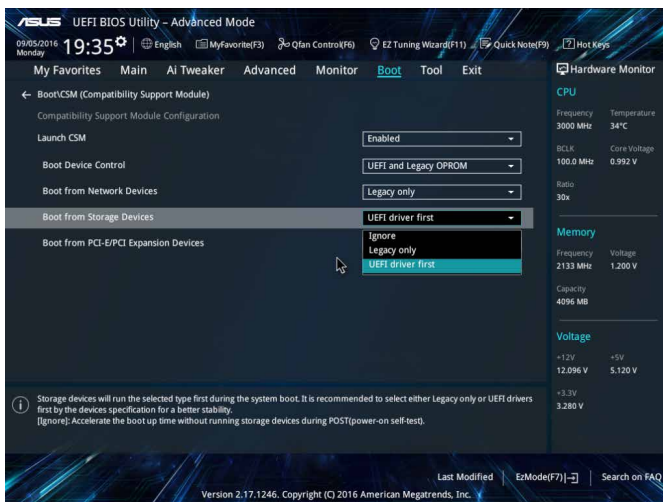 ASUS UEFI BIOS Utility – Advanced Mode
09/05/2016 Monday 19:35 English MyFavorite(F3) Qfan Control(F6) EZ Tuning Wizard(F11) Quick Note(F9) ? Hot Keys
My Favorites Main Ai Tweaker Advanced Monitor Boot Tool Exit
Boot\CSM (Compatibility Support Module)
Compatibility Support Module Configuration
Launch CSM Enabled
Boot Device Control UEFI and Legacy OPROM
Boot from Network Devices Legacy only
Boot from Storage Devices UEFI driver first
Ignore
Legacy only
UEFI driver first
Boot from PCI-E/PCI Expansion Devices
Hardware Monitor
CPU
Frequency Temperature
3000 MHz 34°C
BCLK Core Voltage
100.0 MHz 0.992 V
Ratio
30x
Memory
Frequency Voltage
2133 MHz 1.200 V
Capacity
4096 MB
Voltage
+12V +5V
12.096 V 5.120 V
+3.3V
3.280 V
Storage devices will run the selected type first during the system boot. It is recommended to select either Legacy only or UEFI drivers
first by the devices specification for a better stability.
[Ignore]: Accelerate the boot up time without running storage devices during POST(power-on self-test).
Last Modified EzMode(F7) Search on FAQ
Version 2.17.1246. Copyright (C) 2016 American Megatrends, Inc.